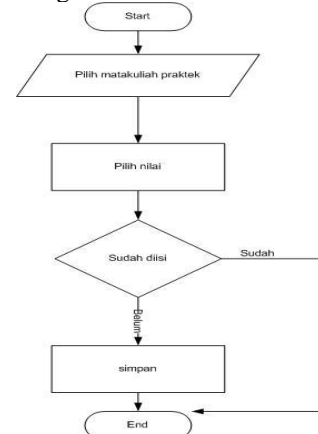 Start
Pilih matakuliah praktek
Pilih nilai
Sudah diisi
Sudah
Belum
simpan
End